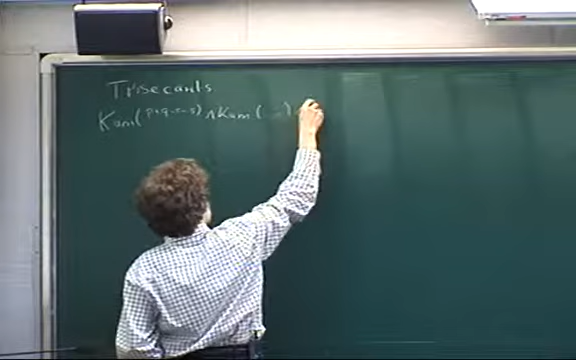 Trisecants
Kum(p+q-r-s) ∧ Kum(...)